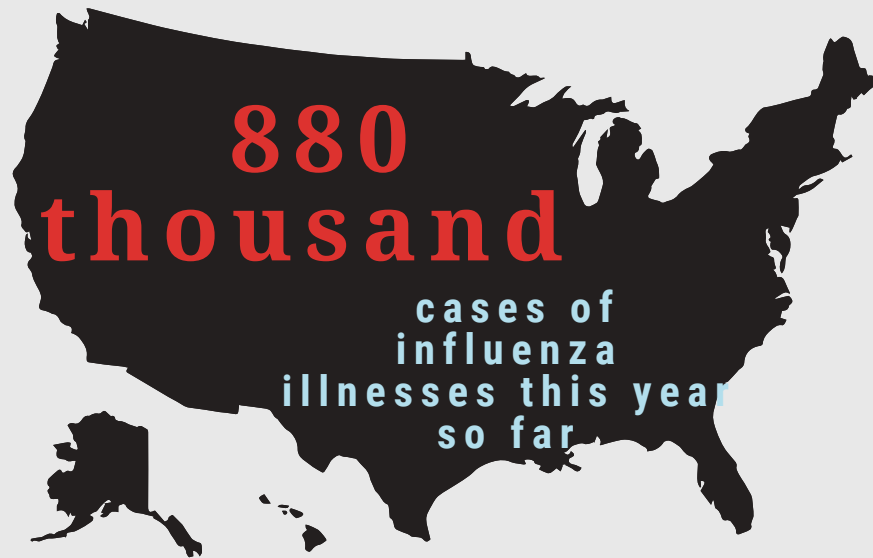 880
thousand
cases of
influenza
illnesses this year
so far